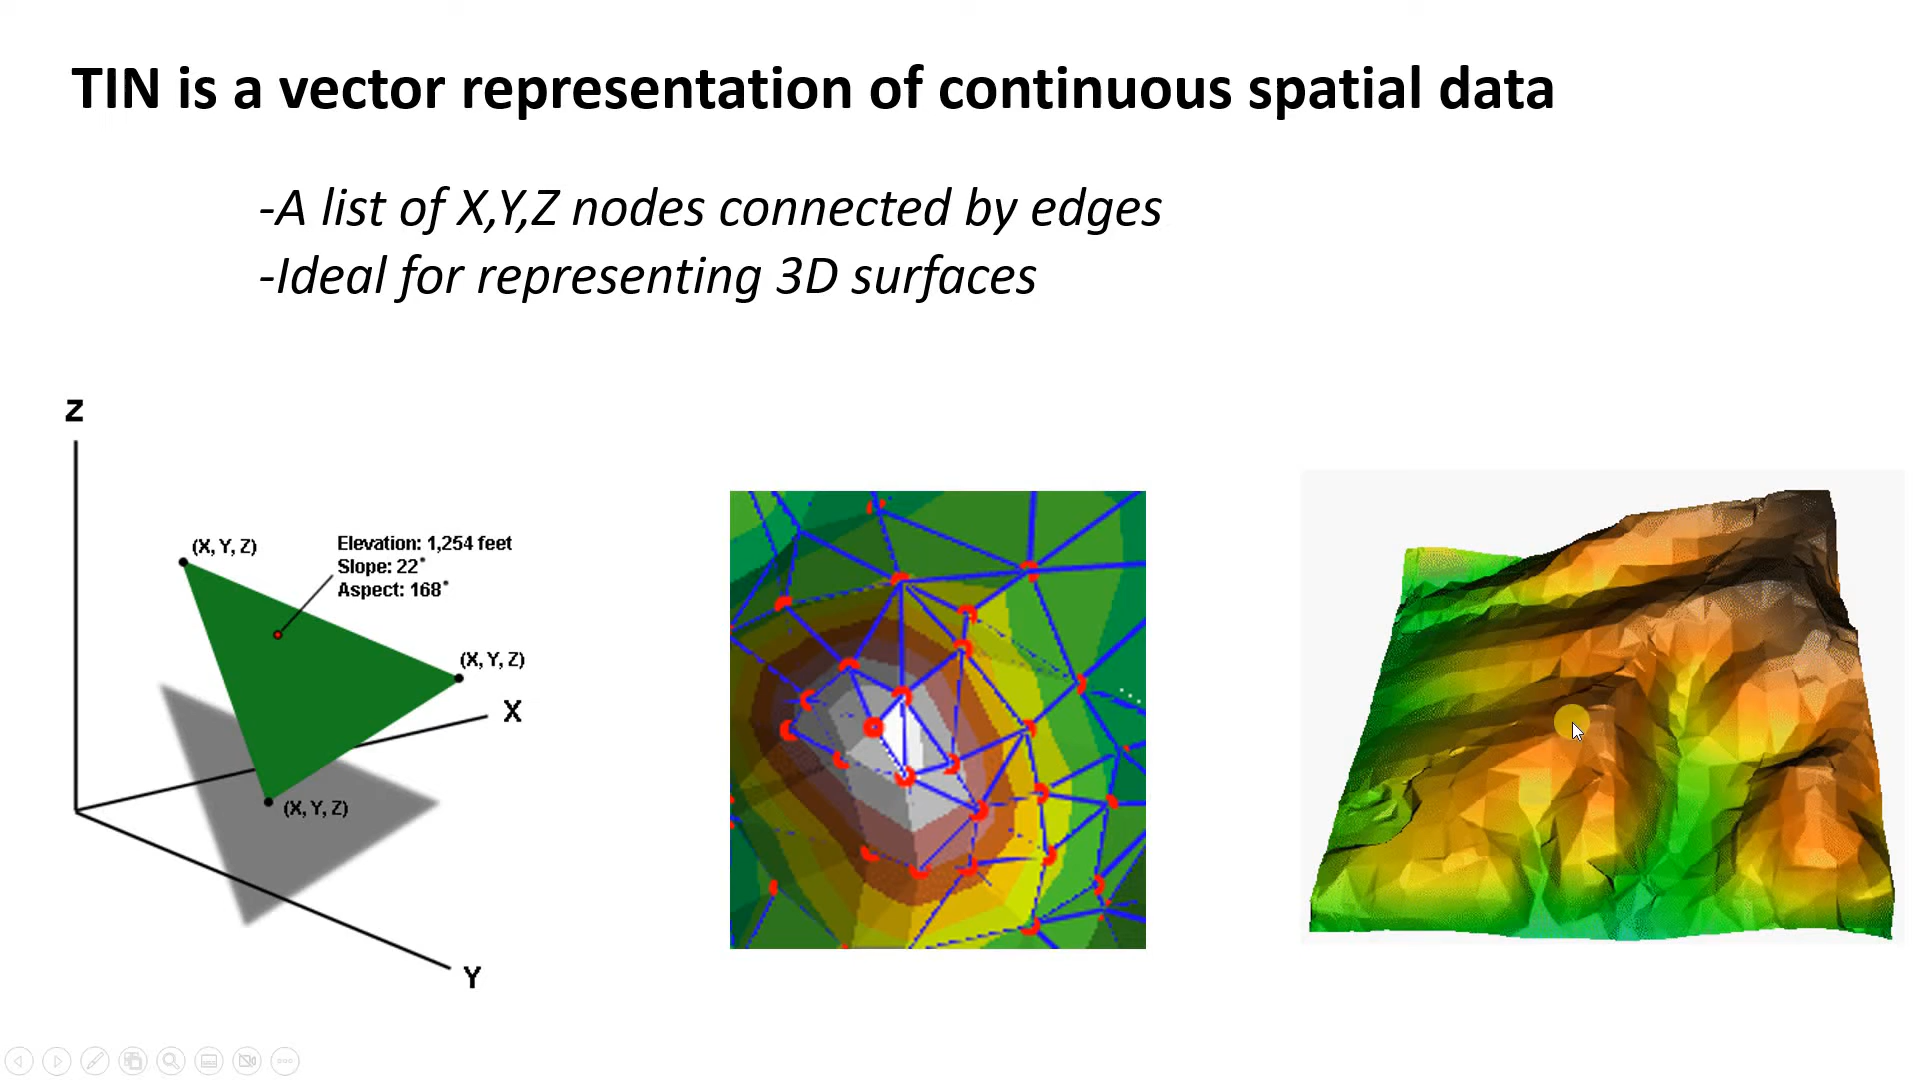 TIN is a vector representation of continuous spatial data
-A list of X,Y,Z nodes connected by edges
-Ideal for representing 3D surfaces
Z
(X, Y, Z)
Elevation: 1,254 feet
Slope: 22°
Aspect: 168°
(X, Y, Z)
X
(X, Y, Z)
Y